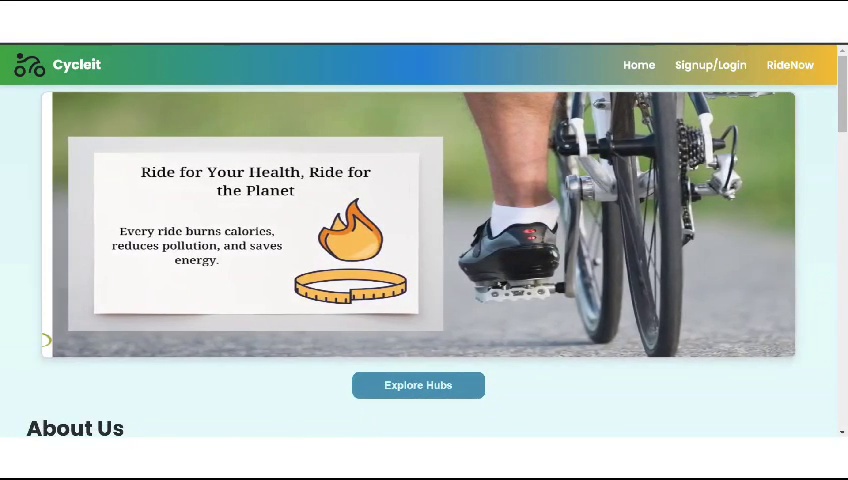 Cycleit
Home
Signup/Login
RideNow
Ride for Your Health, Ride for
the Planet
Every ride burns calories,
reduces pollution, and saves
energy.
Explore Hubs
About Us